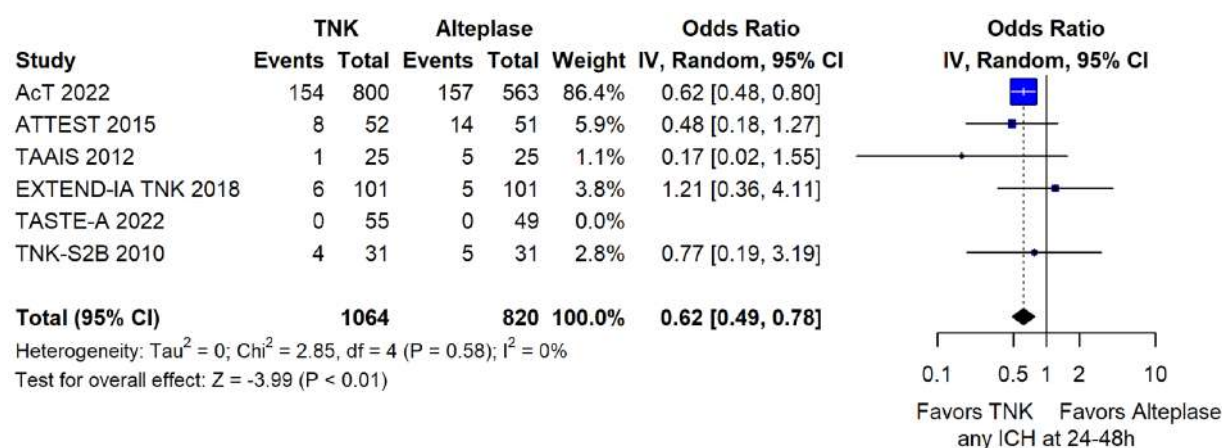 TNK Alteplase Odds Ratio Odds Ratio
Study Events Total Events Total Weight IV, Random, 95% CI IV, Random, 95% CI
AcT 2022 154 800 157 563 86.4% 0.62 [0.48, 0.80]
ATTEST 2015 8 52 14 51 5.9% 0.48 [0.18, 1.27]
TAAIS 2012 1 25 5 25 1.1% 0.17 [0.02, 1.55]
EXTEND-IA TNK 2018 6 101 5 101 3.8% 1.21 [0.36, 4.11]
TASTE-A 2022 0 55 0 49 0.0%
TNK-S2B 2010 4 31 5 31 2.8% 0.77 [0.19, 3.19]
Total (95% CI) 1064 820 100.0% 0.62 [0.49, 0.78]
Heterogeneity: Tau² = 0; Chi² = 2.85, df = 4 (P = 0.58); I² = 0%
Test for overall effect: Z = -3.99 (P < 0.01)
0.1 0.5 1 2 10
Favors TNK Favors Alteplase
any ICH at 24-48h